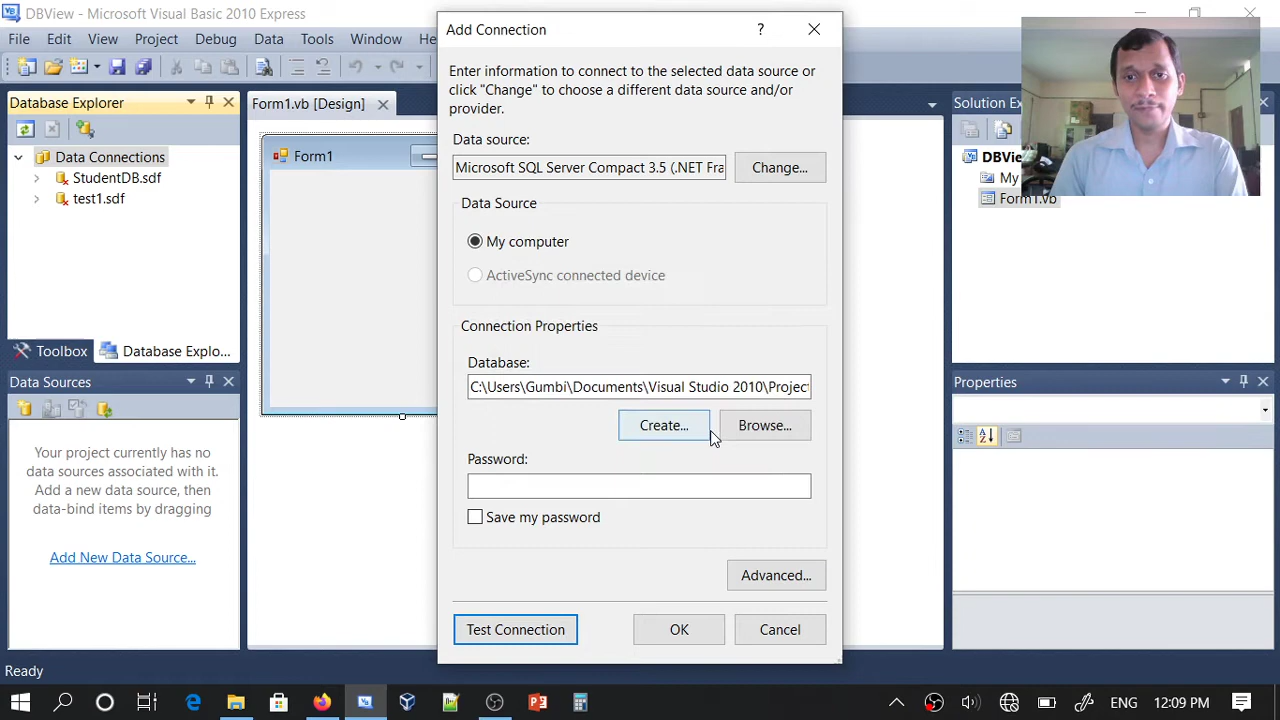 DBView - Microsoft Visual Basic 2010 Express
File Edit View Project Debug Data Tools Window
Database Explorer
Data Connections
StudentDB.sdf
test1.sdf
Toolbox
Database Explo...
Data Sources
Your project currently has no
data sources associated with it.
Add a new data source, then
data-bind items by dragging
Add New Data Source...
Ready
Form1.vb [Design]
Form1
Add Connection
?
Enter information to connect to the selected data source or
click "Change" to choose a different data source and/or
provider.
Data source:
Microsoft SQL Server Compact 3.5 (.NET Fra
Change...
Data Source
My computer
ActiveSync connected device
Connection Properties
Database:
C:\Users\Gumbi\Documents\Visual Studio 2010\Project
Create...
Browse...
Password:
Save my password
Advanced...
Test Connection
OK
Cancel
Solution Ex
DBVie
My
Form1.vb
Properties
ENG
12:09 PM